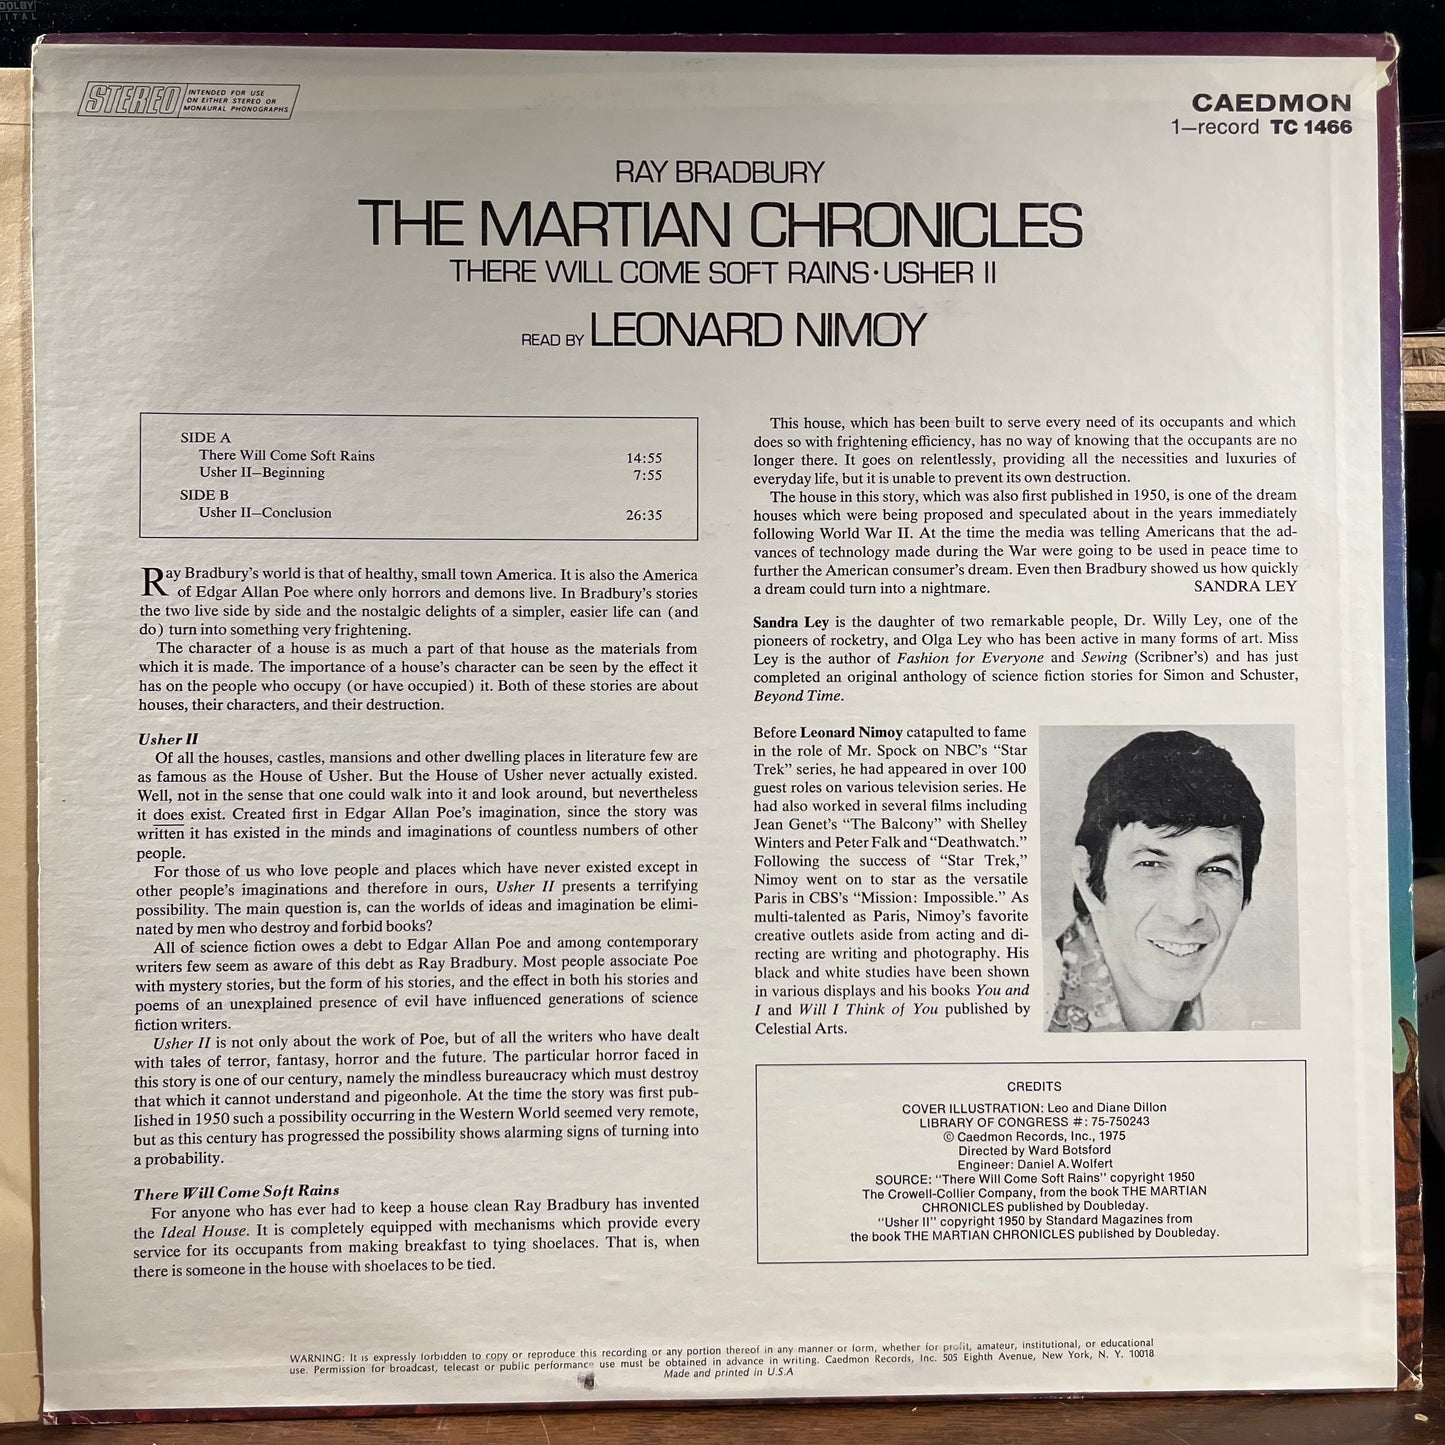 DOLBY
DIGITAL
STEREO
INTENDED FOR USE
ON EITHER STEREO OR
MONAURAL PHONOGRAPHS
CAEDMON
1—record TC 1466
RAY BRADBURY
THE MARTIAN CHRONICLES
THERE WILL COME SOFT RAINS · USHER II
READ BY LEONARD NIMOY
SIDE A
There Will Come Soft Rains 14:55
Usher II—Beginning 7:55
SIDE B
Usher II—Conclusion 26:35
Ray Bradbury's world is that of healthy, small town America. It is also the America
of Edgar Allan Poe where only horrors and demons live. In Bradbury's stories
the two live side by side and the nostalgic delights of a simpler, easier life can (and
do) turn into something very frightening.
The character of a house is as much a part of that house as the materials from
which it is made. The importance of a house's character can be seen by the effect it
has on the people who occupy (or have occupied) it. Both of these stories are about
houses, their characters, and their destruction.
Usher II
Of all the houses, castles, mansions and other dwelling places in literature few are
as famous as the House of Usher. But the House of Usher never actually existed.
Well, not in the sense that one could walk into it and look around, but nevertheless
it does exist. Created first in Edgar Allan Poe's imagination, since the story was
written it has existed in the minds and imaginations of countless numbers of other
people.
For those of us who love people and places which have never existed except in
other people's imaginations and therefore in ours, Usher II presents a terrifying
possibility. The main question is, can the worlds of ideas and imagination be elimi-
nated by men who destroy and forbid books?
All of science fiction owes a debt to Edgar Allan Poe and among contemporary
writers few seem as aware of this debt as Ray Bradbury. Most people associate Poe
with mystery stories, but the form of his stories, and the effect in both his stories and
poems of an unexplained presence of evil have influenced generations of science
fiction writers.
Usher II is not only about the work of Poe, but of all the writers who have dealt
with tales of terror, fantasy, horror and the future. The particular horror faced in
this story is one of our century, namely the mindless bureaucracy which must destroy
that which it cannot understand and pigeonhole. At the time the story was first pub-
lished in 1950 such a possibility occurring in the Western World seemed very remote,
but as this century has progressed the possibility shows alarming signs of turning into
a probability.
There Will Come Soft Rains
For anyone who has ever had to keep a house clean Ray Bradbury has invented
the Ideal House. It is completely equipped with mechanisms which provide every
service for its occupants from making breakfast to tying shoelaces. That is, when
there is someone in the house with shoelaces to be tied.
This house, which has been built to serve every need of its occupants and which
does so with frightening efficiency, has no way of knowing that the occupants are no
longer there. It goes on relentlessly, providing all the necessities and luxuries of
everyday life, but it is unable to prevent its own destruction.
The house in this story, which was also first published in 1950, is one of the dream
houses which were being proposed and speculated about in the years immediately
following World War II. At the time the media was telling Americans that the ad-
vances of technology made during the War were going to be used in peace time to
further the American consumer's dream. Even then Bradbury showed us how quickly
a dream could turn into a nightmare. SANDRA LEY
Sandra Ley is the daughter of two remarkable people, Dr. Willy Ley, one of the
pioneers of rocketry, and Olga Ley who has been active in many forms of art. Miss
Ley is the author of Fashion for Everyone and Sewing (Scribner's) and has just
completed an original anthology of science fiction stories for Simon and Schuster,
Beyond Time.
Before Leonard Nimoy catapulted to fame
in the role of Mr. Spock on NBC's "Star
Trek" series, he had appeared in over 100
guest roles on various television series. He
had also worked in several films including
Jean Genet's "The Balcony" with Shelley
Winters and Peter Falk and "Deathwatch."
Following the success of "Star Trek,"
Nimoy went on to star as the versatile
Paris in CBS's "Mission: Impossible." As
multi-talented as Paris, Nimoy's favorite
creative outlets aside from acting and di-
recting are writing and photography. His
black and white studies have been shown
in various displays and his books You and
I and Will I Think of You published by
Celestial Arts.
CREDITS
COVER ILLUSTRATION: Leo and Diane Dillon
LIBRARY OF CONGRESS #: 75-750243
© Caedmon Records, Inc., 1975
Directed by Ward Botsford
Engineer: Daniel A. Wolfert
SOURCE: "There Will Come Soft Rains" copyright 1950
The Crowell-Collier Company, from the book THE MARTIAN
CHRONICLES published by Doubleday.
"Usher II" copyright 1950 by Standard Magazines from
the book THE MARTIAN CHRONICLES published by Doubleday.
WARNING: It is expressly forbidden to copy or reproduce this recording or any portion thereof in any manner or form, whether for profit, amateur, institutional, or educational
use. Permission for broadcast, telecast or public performance use must be obtained in advance in writing. Caedmon Records, Inc. 505 Eighth Avenue, New York, N. Y. 10018
Made and printed in U.S.A